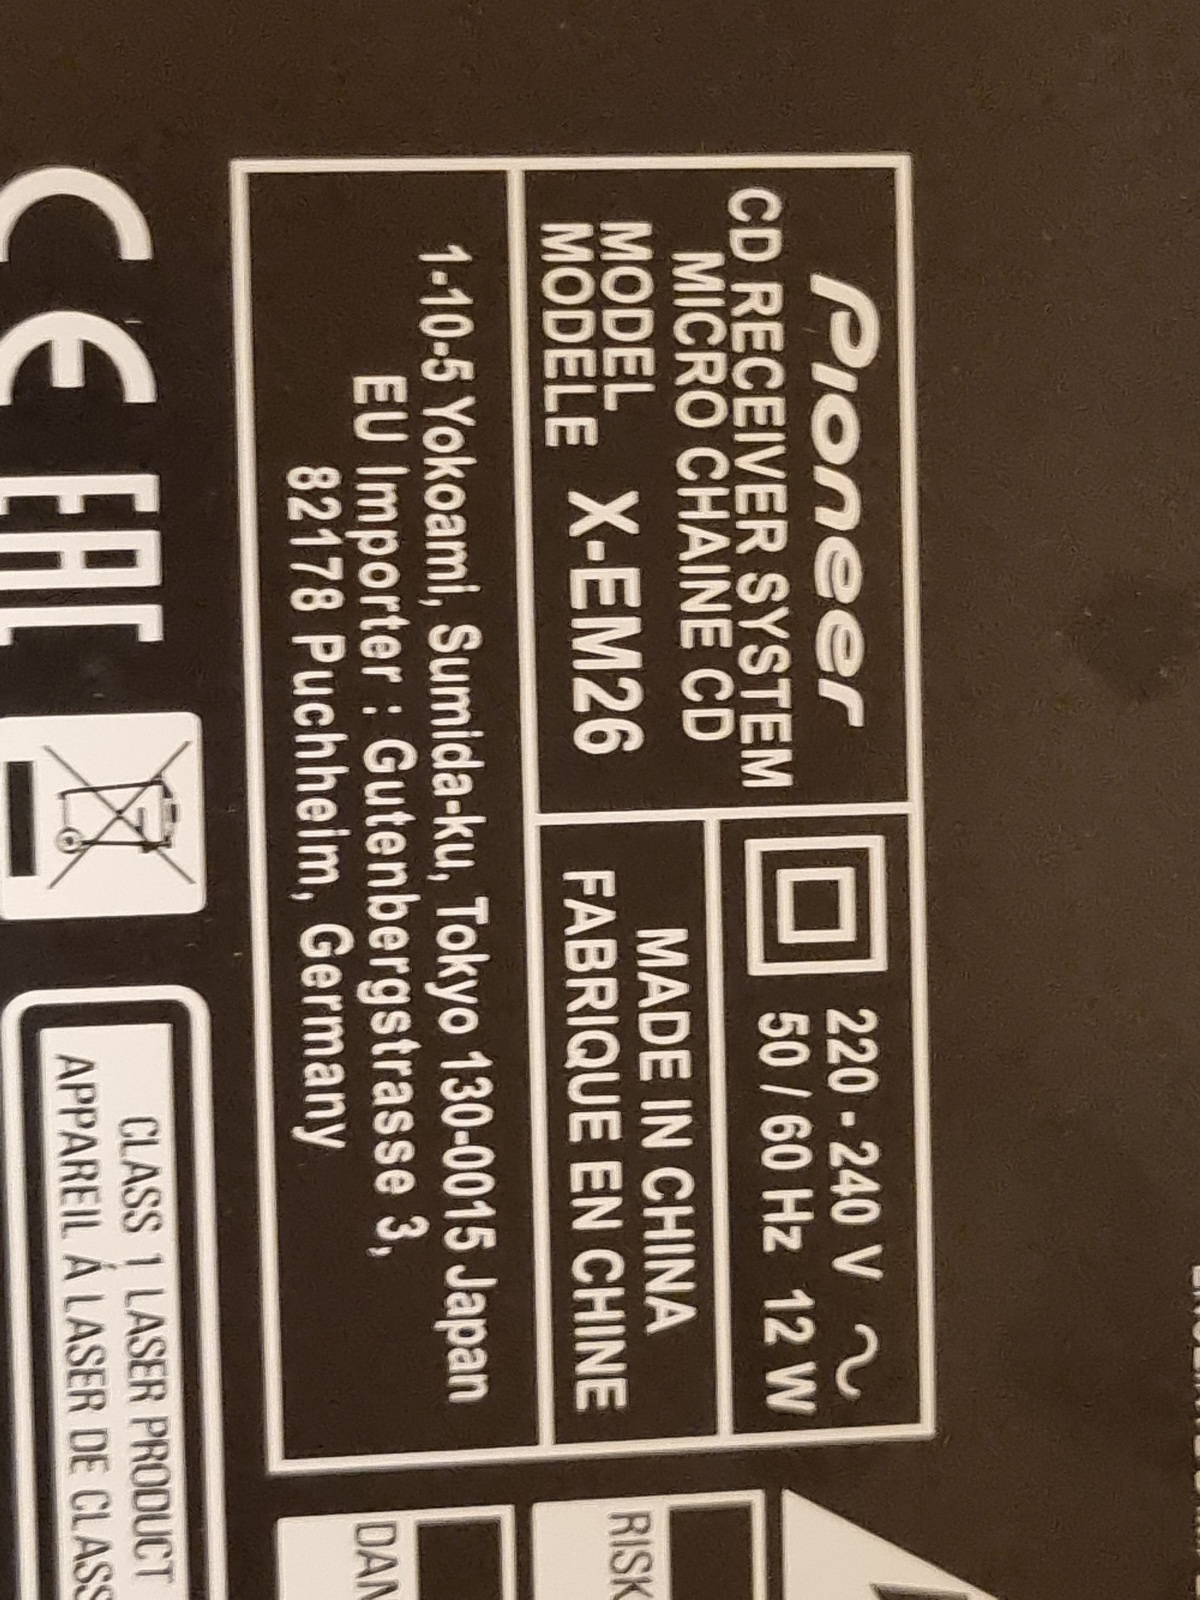 Pioneer
CD RECEIVER SYSTEM
MICRO CHAINE CD
MODEL
MODELE X-EM26
220 - 240 V ~
50 / 60 Hz 12 W
MADE IN CHINA
FABRIQUE EN CHINE
1-10-5 Yokoami, Sumida-ku, Tokyo 130-0015 Japan
EU Importer : Gutenbergstrasse 3,
82178 Puchheim, Germany
CE EAC
CLASS 1 LASER PRODUCT
APPAREIL Á LASER DE CLASS
RISK
DAN